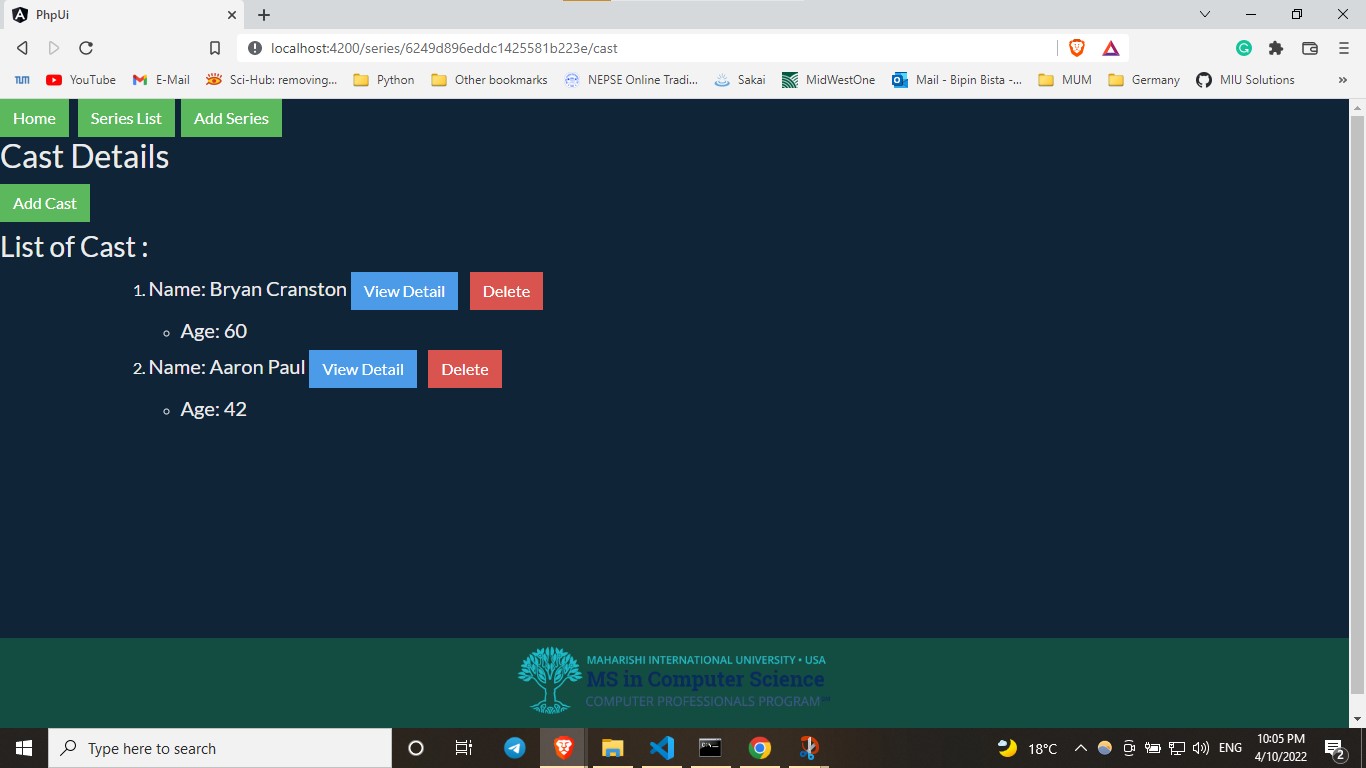 PhpUi
localhost:4200/series/6249d896eddc1425581b223e/cast
TUM YouTube E-Mail Sci-Hub: removing... Python Other bookmarks NEPSE Online Tradi... Sakai MidWestOne Mail - Bipin Bista -... MUM Germany MIU Solutions »
Home Series List Add Series
Cast Details
Add Cast
List of Cast :
1. Name: Bryan Cranston View Detail Delete
Age: 60
2. Name: Aaron Paul View Detail Delete
Age: 42
MAHARISHI INTERNATIONAL UNIVERSITY • USA
MS in Computer Science
COMPUTER PROFESSIONALS PROGRAM
Type here to search
18°C
ENG
10:05 PM
4/10/2022
2